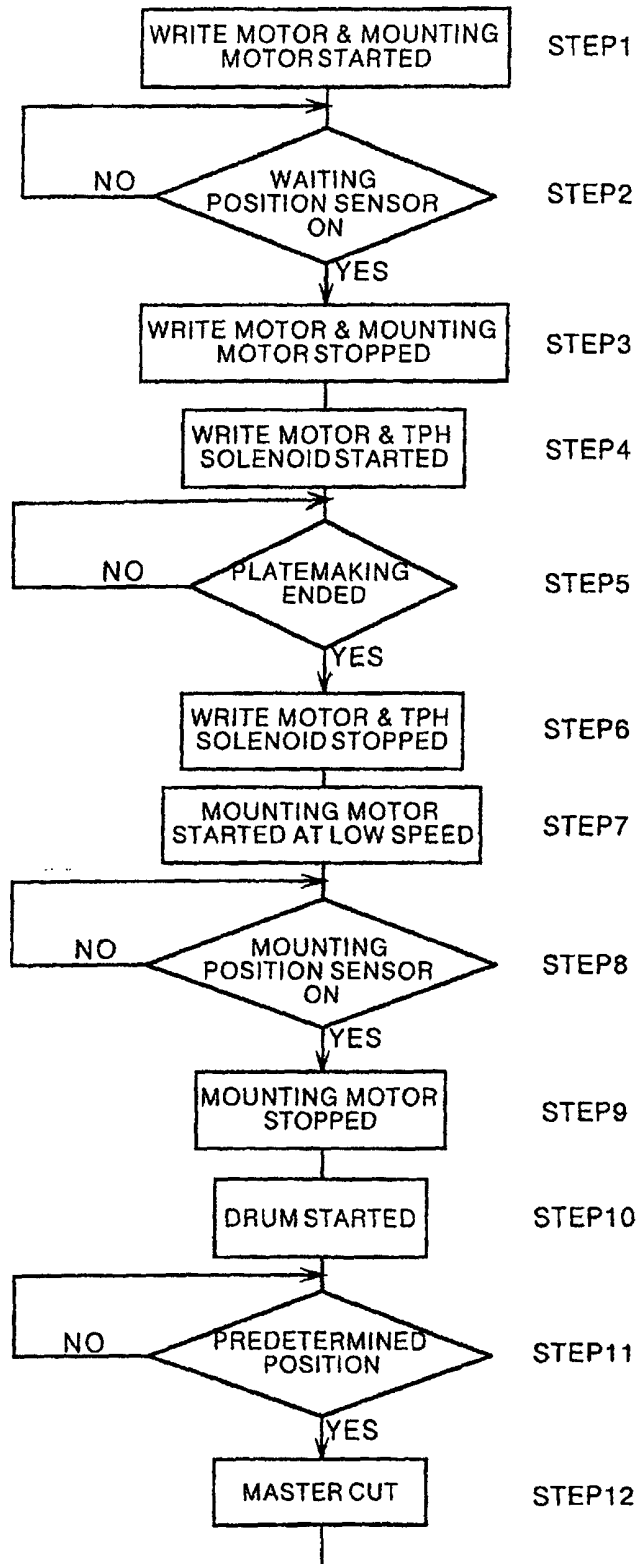 WRITE MOTOR & MOUNTING
MOTOR STARTED
STEP1
NO
WAITING
POSITION SENSOR
ON
STEP2
YES
WRITE MOTOR & MOUNTING
MOTOR STOPPED
STEP3
WRITE MOTOR & TPH
SOLENOID STARTED
STEP4
NO
PLATEMAKING
ENDED
STEP5
YES
WRITE MOTOR & TPH
SOLENOID STOPPED
STEP6
MOUNTING MOTOR
STARTED AT LOW SPEED
STEP7
NO
MOUNTING
POSITION SENSOR
ON
STEP8
YES
MOUNTING MOTOR
STOPPED
STEP9
DRUM STARTED
STEP10
NO
PREDETERMINED
POSITION
STEP11
YES
MASTER CUT
STEP12